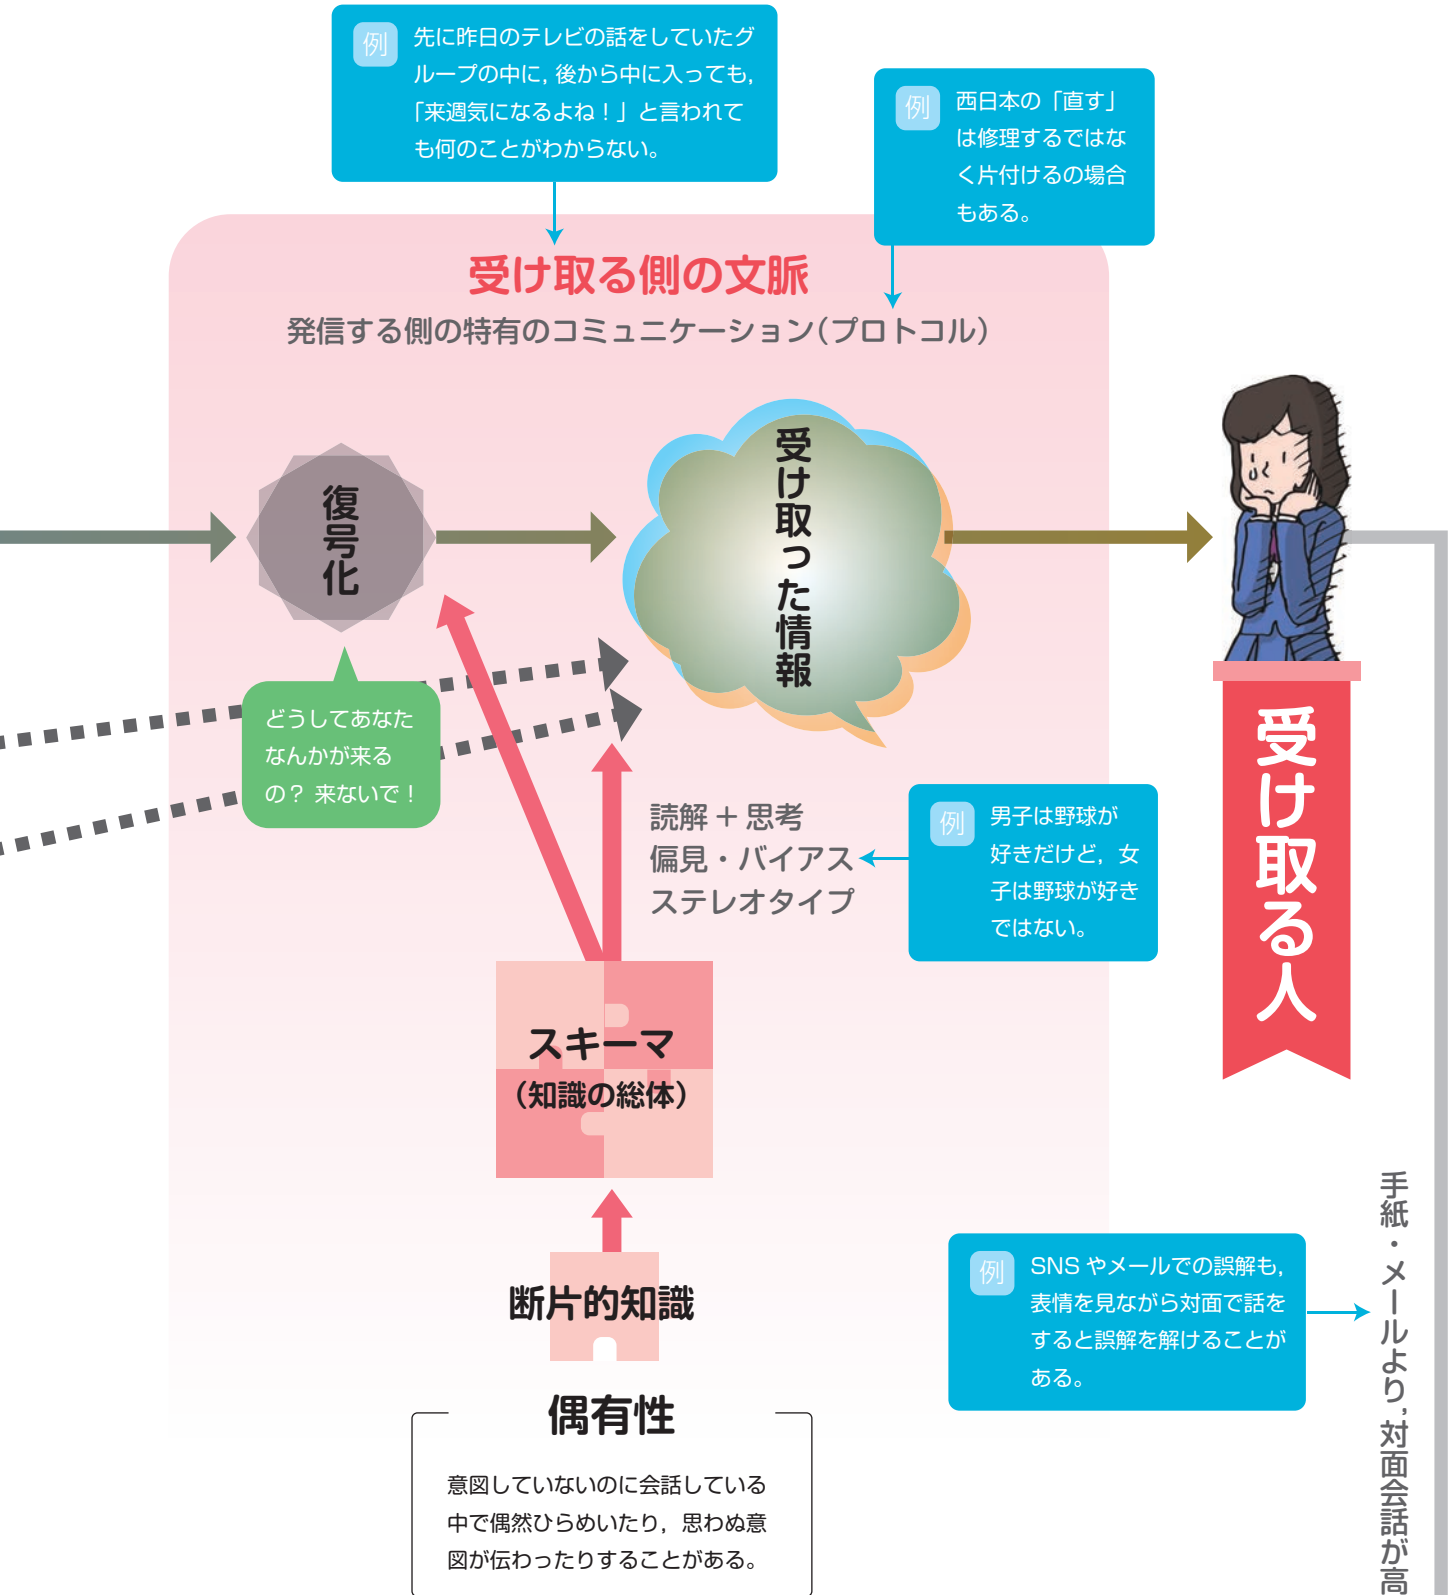 例
先に昨日のテレビの話をしていたグ
ループの中に, 後から中に入っても,
「来週気になるよね！」と言われて
も何のことがわからない。
例
西日本の「直す」
は修理するではな
く片付けるの場合
もある。
受け取る側の文脈
発信する側の特有のコミュニケーション(プロトコル)
復号化
受け取った情報
どうしてあなた
なんかが来る
の？ 来ないで！
読解 + 思考
偏見・バイアス
ステレオタイプ
例
男子は野球が
好きだけど, 女
子は野球が好き
ではない。
受け取る人
スキーマ
(知識の総体)
断片的知識
例
SNS やメールでの誤解も,
表情を見ながら対面で話を
すると誤解を解けることが
ある。
手紙・メールより, 対面会話が高
偶有性
意図していないのに会話している
中で偶然ひらめいたり, 思わぬ意
図が伝わったりすることがある。